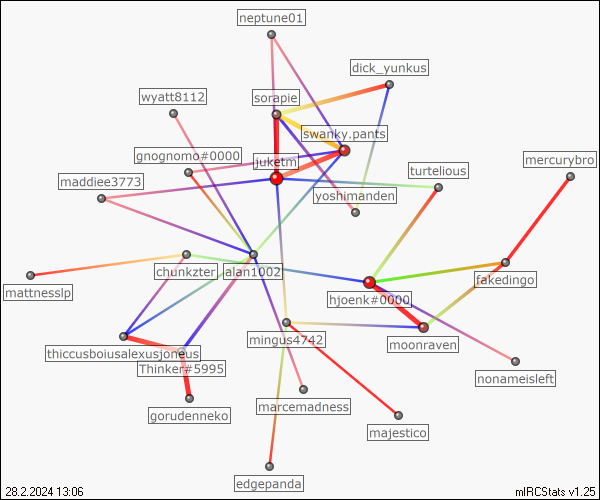 neptune01
dick_yunkus
wyatt8112
sorapie
swanky.pants
gnognomo#0000
juketm
mercurybro
turtelious
maddiee3773
yoshimanden
chunkzter
alan1002
fakedingo
mattnesslp
hjoenk#0000
mingus4742
moonraven
thiccusboiusalexusjoneus
Thinker#5995
nonameisleft
marcemadness
gorudenneko
majestico
edgepanda
28.2.2024 13:06
mIRCStats v1.25